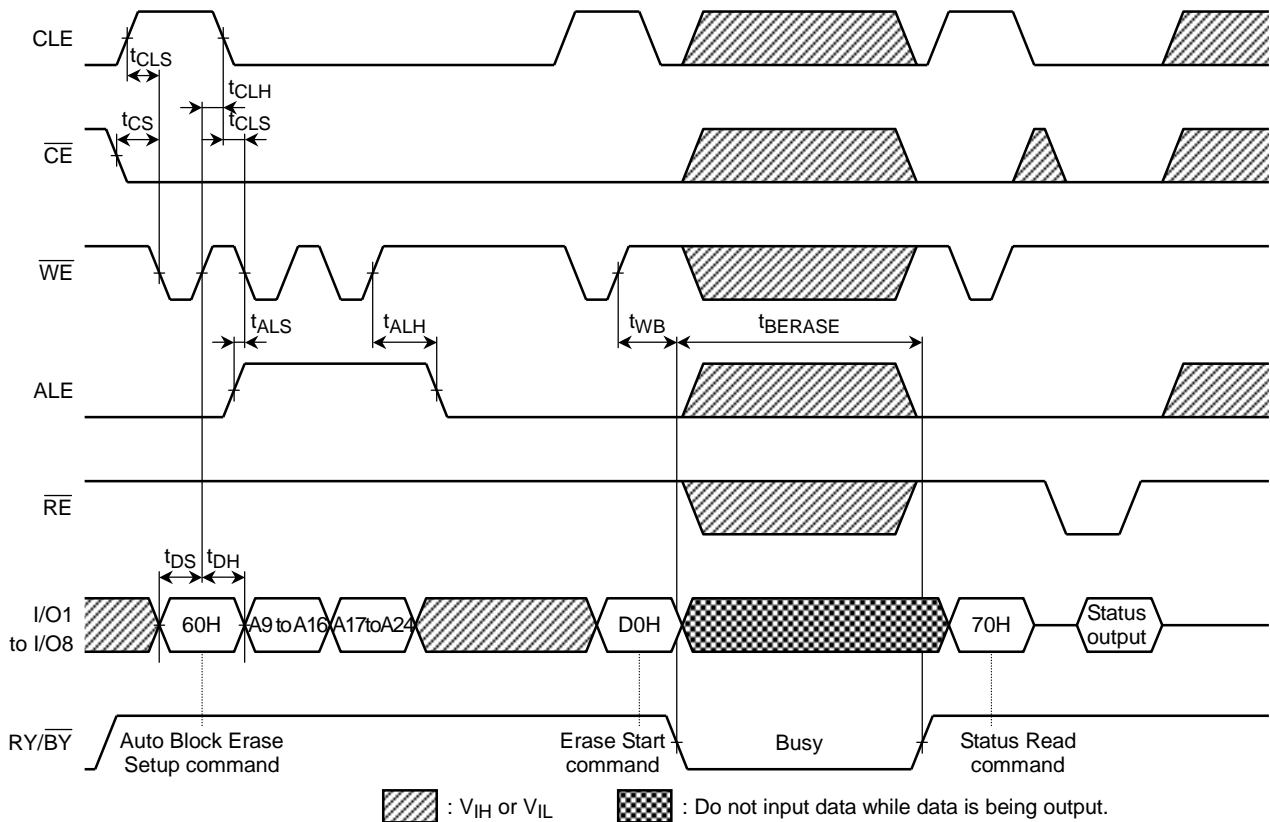 CLE
tCLS
tCLH
tCS
tCLS
CE
WE
tALS
tALH
tWB
tBERASE
ALE
RE
tDS
tDH
I/O1
to I/O8
60H
A9 to A16
A17 to A24
D0H
70H
Status
output
RY/BY
Auto Block Erase
Setup command
Erase Start
command
Busy
Status Read
command
: VIH or VIL
: Do not input data while data is being output.